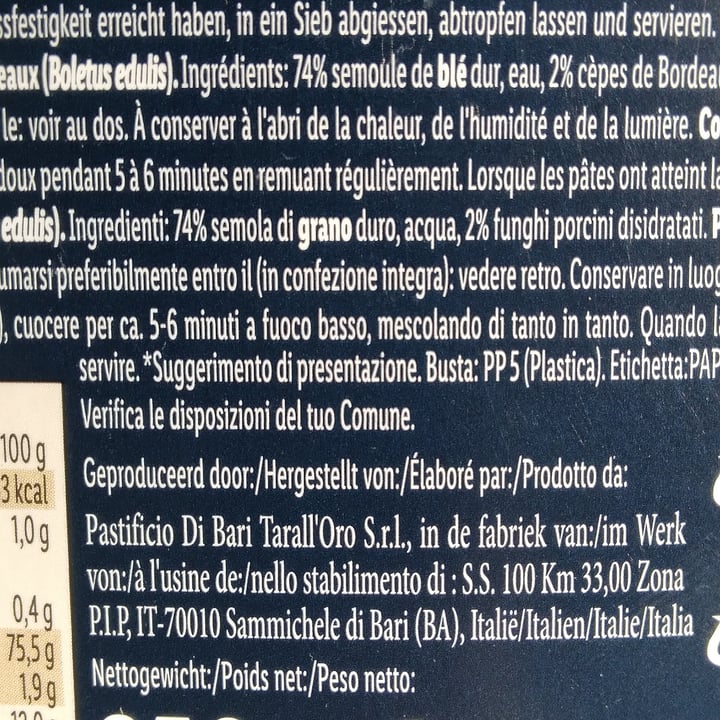 ssfestigkeit erreicht haben, in ein Sieb abgiessen, abtropfen lassen und servieren.
eaux (Boletus edulis). Ingrédients: 74% semoule de blé dur, eau, 2% cèpes de Bordea
le: voir au dos. À conserver à l'abri de la chaleur, de l'humidité et de la lumière. Co
doux pendant 5 à 6 minutes en remuant régulièrement. Lorsque les pâtes ont atteint la
edulis). Ingredienti: 74% semola di grano duro, acqua, 2% funghi porcini disidratati. P
umarsi preferibilmente entro il (in confezione integra): vedere retro. Conservare in luog
), cuocere per ca. 5-6 minuti a fuoco basso, mescolando di tanto in tanto. Quando l
servire. *Suggerimento di presentazione. Busta: PP 5 (Plastica). Etichetta: PAP
Verifica le disposizioni del tuo Comune.
100 g
3 kcal
1,0 g
0,4 g
75,5 g
1,9 g
Geproduceerd door:/Hergestellt von:/Élaboré par:/Prodotto da:
Pastificio Di Bari Tarall'Oro S.r.l., in de fabriek van:/im Werk
von:/à l'usine de:/nello stabilimento di : S.S. 100 Km 33,00 Zona
P.I.P, IT-70010 Sammichele di Bari (BA), Italië/Italien/Italie/Italia
Nettogewicht:/Poids net:/Peso netto: